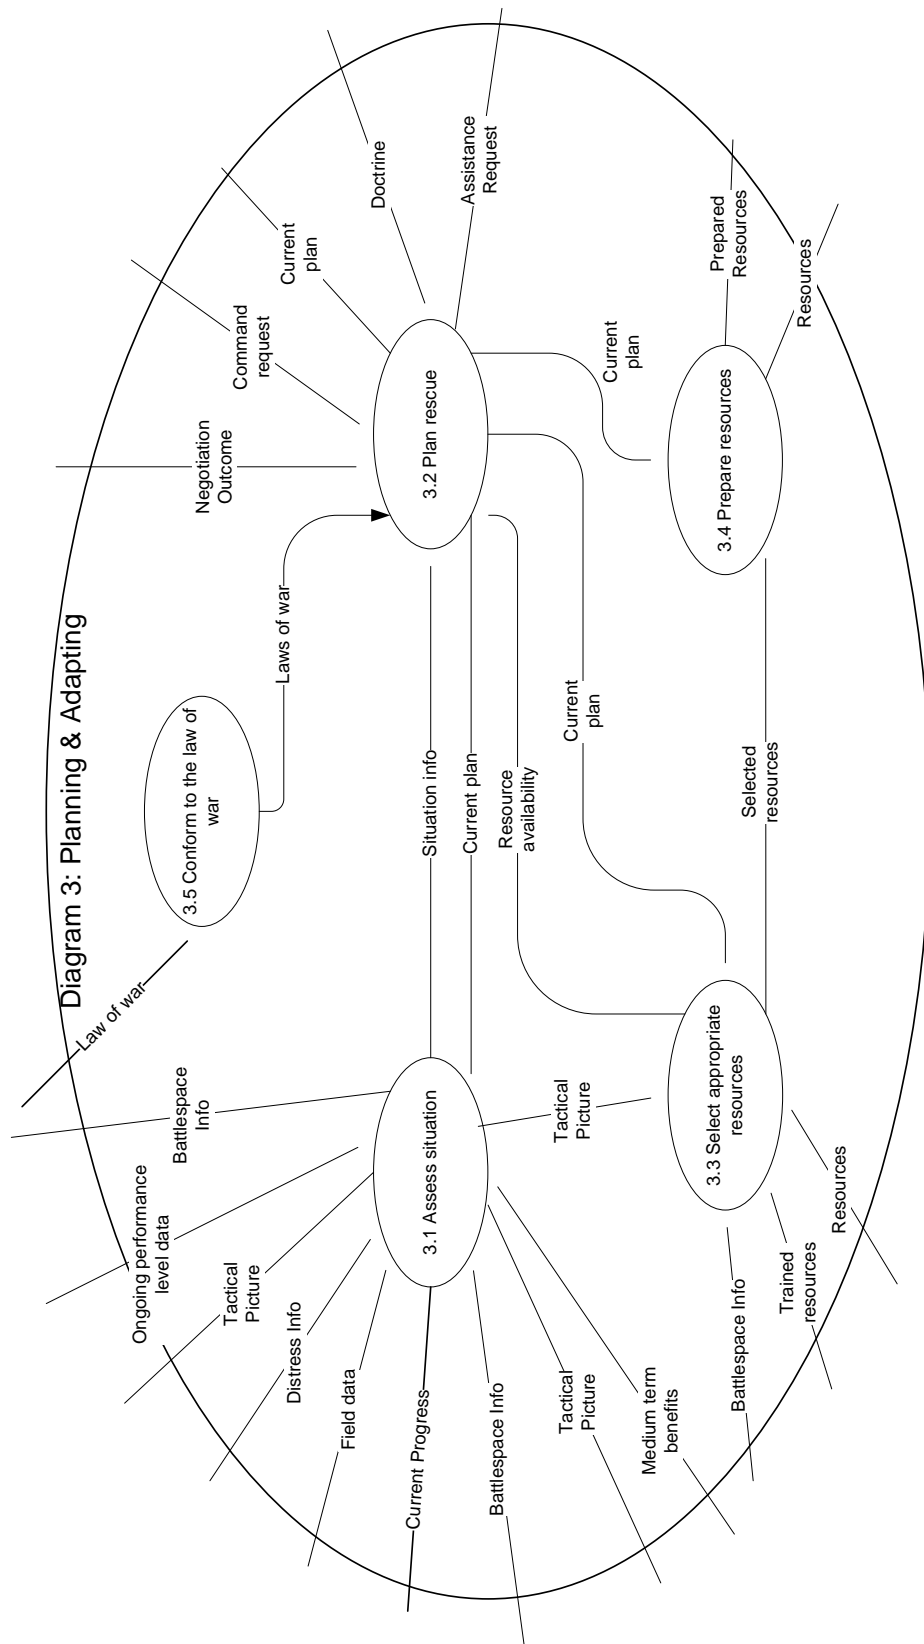 Diagram 3: Planning & Adapting
Law of war
3.5 Conform to the law of
war
Laws of war
Battlespace
Info
Ongoing performance
level data
Tactical
Picture
Distress Info
Field data
Current Progress
Battlespace Info
Tactical
Picture
Medium term
benefits
3.1 Assess situation
Situation info
Current plan
Resource
availability
Current
plan
Tactical
Picture
Negotiation
Outcome
Command
request
Current
plan
Doctrine
Assistance
Request
3.2 Plan rescue
Current
plan
3.3 Select appropriate
resources
Battlespace Info
Trained
resources
Resources
Selected
resources
3.4 Prepare resources
Prepared
Resources
Resources